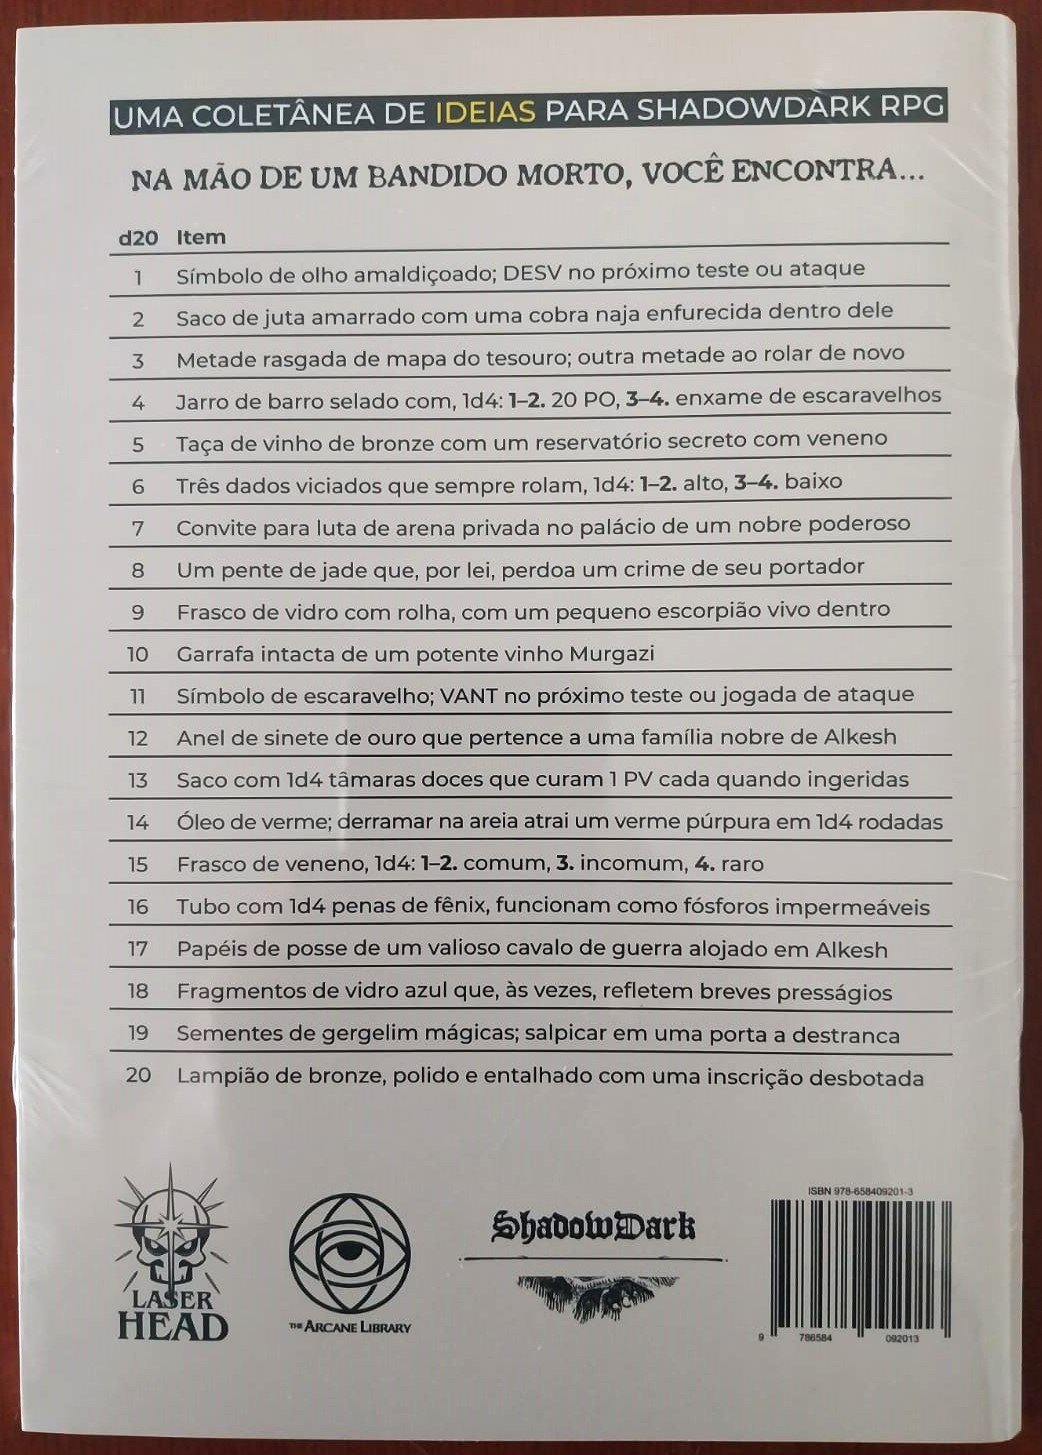 UMA COLETÂNEA DE IDEIAS PARA SHADOWDARK RPG
NA MÃO DE UM BANDIDO MORTO, VOCÊ ENCONTRA...
d20 Item
1 Símbolo de olho amaldiçoado; DESV no próximo teste ou ataque
2 Saco de juta amarrado com uma cobra naja enfurecida dentro dele
3 Metade rasgada de mapa do tesouro; outra metade ao rolar de novo
4 Jarro de barro selado com, 1d4: 1–2. 20 PO, 3–4. enxame de escaravelhos
5 Taça de vinho de bronze com um reservatório secreto com veneno
6 Três dados viciados que sempre rolam, 1d4: 1–2. alto, 3–4. baixo
7 Convite para luta de arena privada no palácio de um nobre poderoso
8 Um pente de jade que, por lei, perdoa um crime de seu portador
9 Frasco de vidro com rolha, com um pequeno escorpião vivo dentro
10 Garrafa intacta de um potente vinho Murgazi
11 Símbolo de escaravelho; VANT no próximo teste ou jogada de ataque
12 Anel de sinete de ouro que pertence a uma família nobre de Alkesh
13 Saco com 1d4 tâmaras doces que curam 1 PV cada quando ingeridas
14 Óleo de verme; derramar na areia atrai um verme púrpura em 1d4 rodadas
15 Frasco de veneno, 1d4: 1–2. comum, 3. incomum, 4. raro
16 Tubo com 1d4 penas de fênix, funcionam como fósforos impermeáveis
17 Papéis de posse de um valioso cavalo de guerra alojado em Alkesh
18 Fragmentos de vidro azul que, às vezes, refletem breves presságios
19 Sementes de gergelim mágicas; salpicar em uma porta a destranca
20 Lampião de bronze, polido e entalhado com uma inscrição desbotada
LASER
HEAD
THE ARCANE LIBRARY
ShadowDark
ISBN 978-658409201-3
9 786584 092013